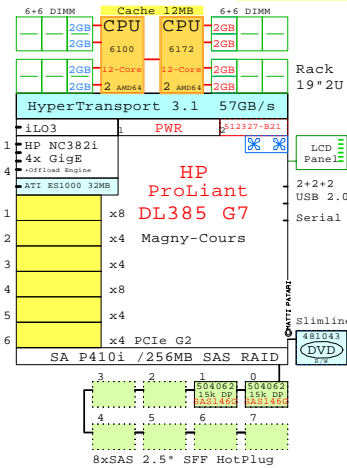 6+6 DIMM Cache 12MB 6+6 DIMM
2GB CPU CPU 2GB
2GB 6100 6172 2GB
2GB 12-Core 12-Core 2GB
2GB 2 AMD64 2 AMD64 2GB
Rack
19"2U
HyperTransport 3.1 57GB/s
iLO3 1 PWR 2 512327-B21
1 HP NC382i
4x GigE
4 +Offload Engine
ATI ES1000 32MB
LCD
Panel
HP
ProLiant
DL385 G7
Magny-Cours
2+2+2
USB 2.0
Serial
1 x8
2 x4
3 x4
4 x8
5 x4
6 x4 PCIe G2
©MATTI PATARI
Slimline
481043
DVD
R/W
SA P410i /256MB SAS RAID
3 2 1 0
504062 504062
15k DP 15k DP
SAS146G SAS146G
4 5 6 7
8xSAS 2.5" SFF HotPlug